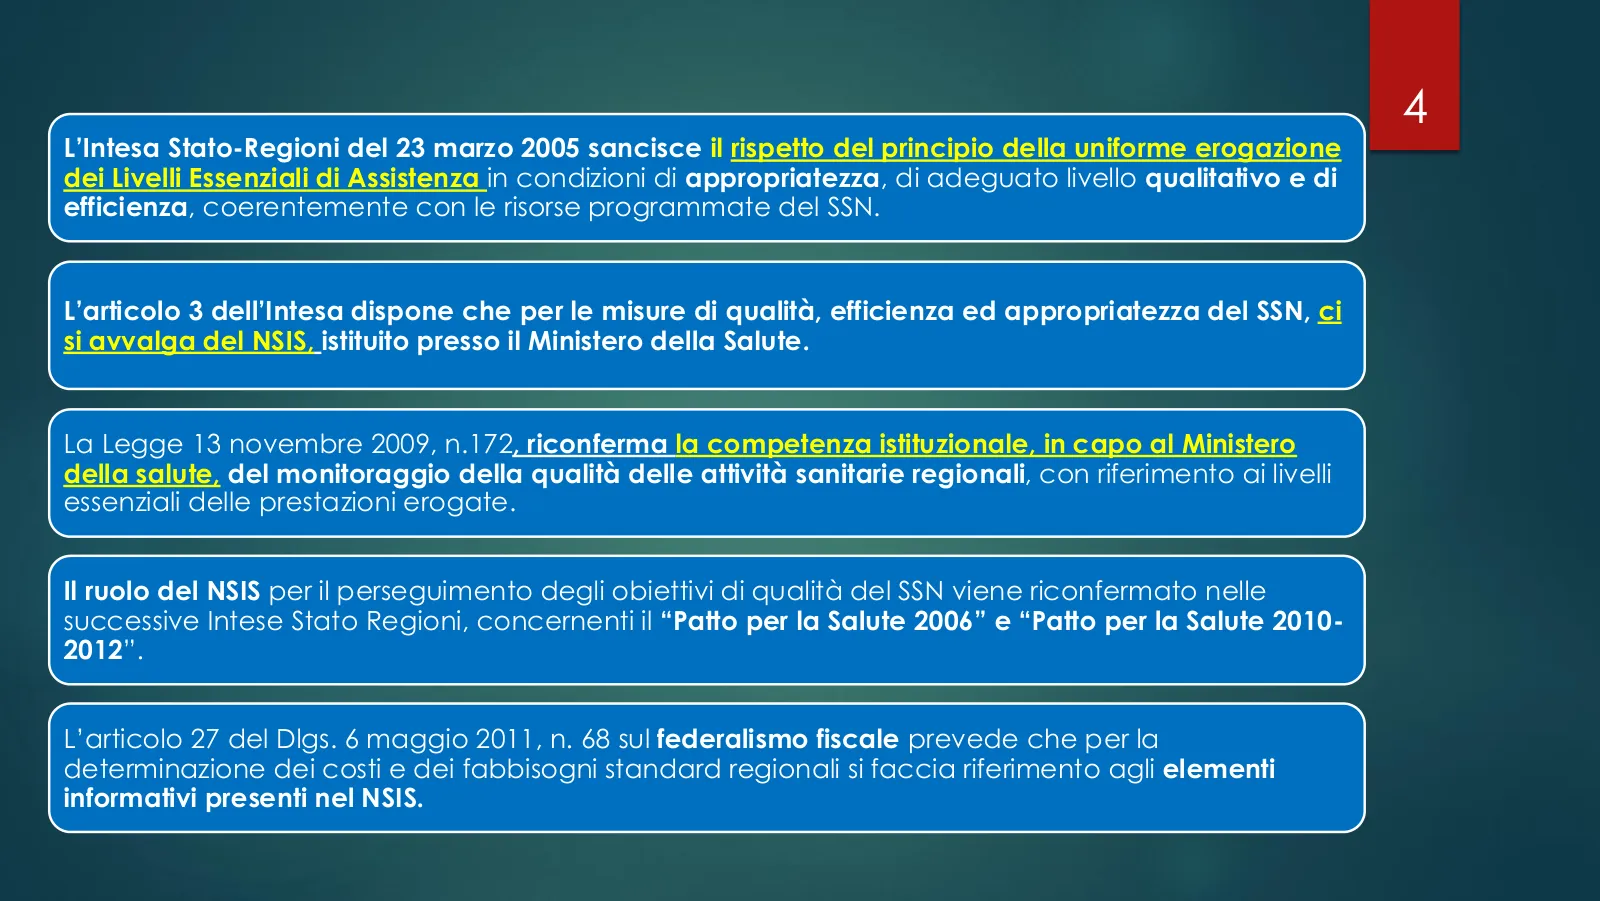 4
L’Intesa Stato-Regioni del 23 marzo 2005 sancisce il rispetto del principio della uniforme erogazione
dei Livelli Essenziali di Assistenza in condizioni di appropriatezza, di adeguato livello qualitativo e di
efficienza, coerentemente con le risorse programmate del SSN.
L’articolo 3 dell’Intesa dispone che per le misure di qualità, efficienza ed appropriatezza del SSN, ci
si avvalga del NSIS, istituito presso il Ministero della Salute.
La Legge 13 novembre 2009, n.172, riconferma la competenza istituzionale, in capo al Ministero
della salute, del monitoraggio della qualità delle attività sanitarie regionali, con riferimento ai livelli
essenziali delle prestazioni erogate.
Il ruolo del NSIS per il perseguimento degli obiettivi di qualità del SSN viene riconfermato nelle
successive Intese Stato Regioni, concernenti il “Patto per la Salute 2006” e “Patto per la Salute 2010-
2012”.
L’articolo 27 del Dlgs. 6 maggio 2011, n. 68 sul federalismo fiscale prevede che per la
determinazione dei costi e dei fabbisogni standard regionali si faccia riferimento agli elementi
informativi presenti nel NSIS.